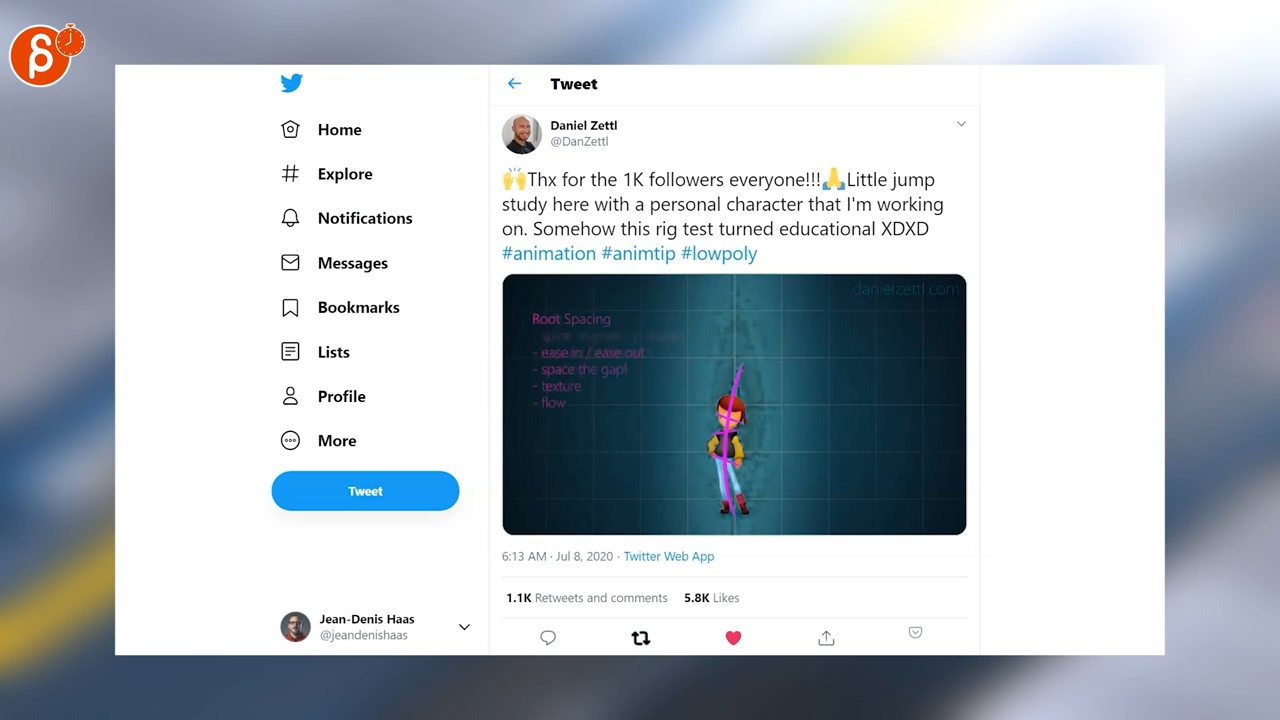 Tweet
Home
Explore
Notifications
Messages
Bookmarks
Lists
Profile
More
Tweet
Jean-Denis Haas
@jeandenishaas
Daniel Zettl
@DanZettl
🙌Thx for the 1K followers everyone!!!🙏Little jump
study here with a personal character that I'm working
on. Somehow this rig test turned educational XDXD
#animation #animtip #lowpoly
danielzettl.com
Root Spacing
- ease in / ease out
- space the gap!
- texture
- flow
6:13 AM · Jul 8, 2020 · Twitter Web App
1.1K Retweets and comments 5.8K Likes